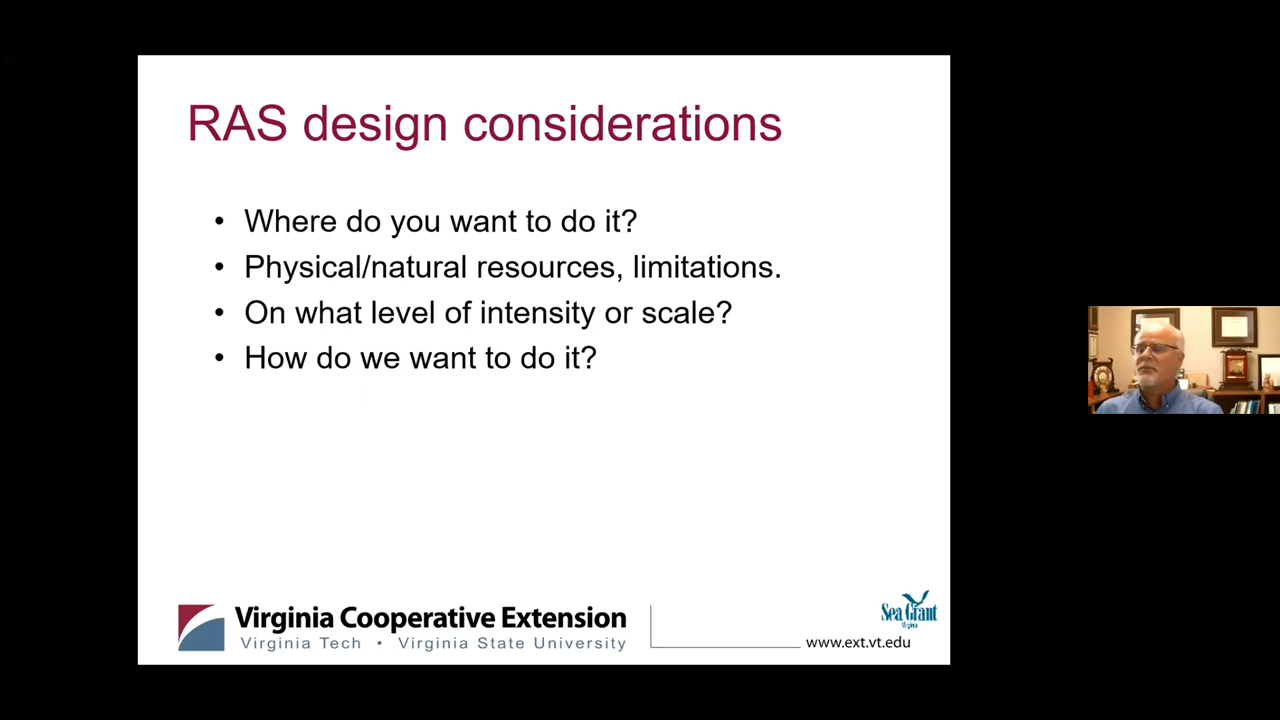 RAS design considerations
• Where do you want to do it?
• Physical/natural resources, limitations.
• On what level of intensity or scale?
• How do we want to do it?
Virginia Cooperative Extension
Virginia Tech • Virginia State University
Sea Grant
Virginia
www.ext.vt.edu